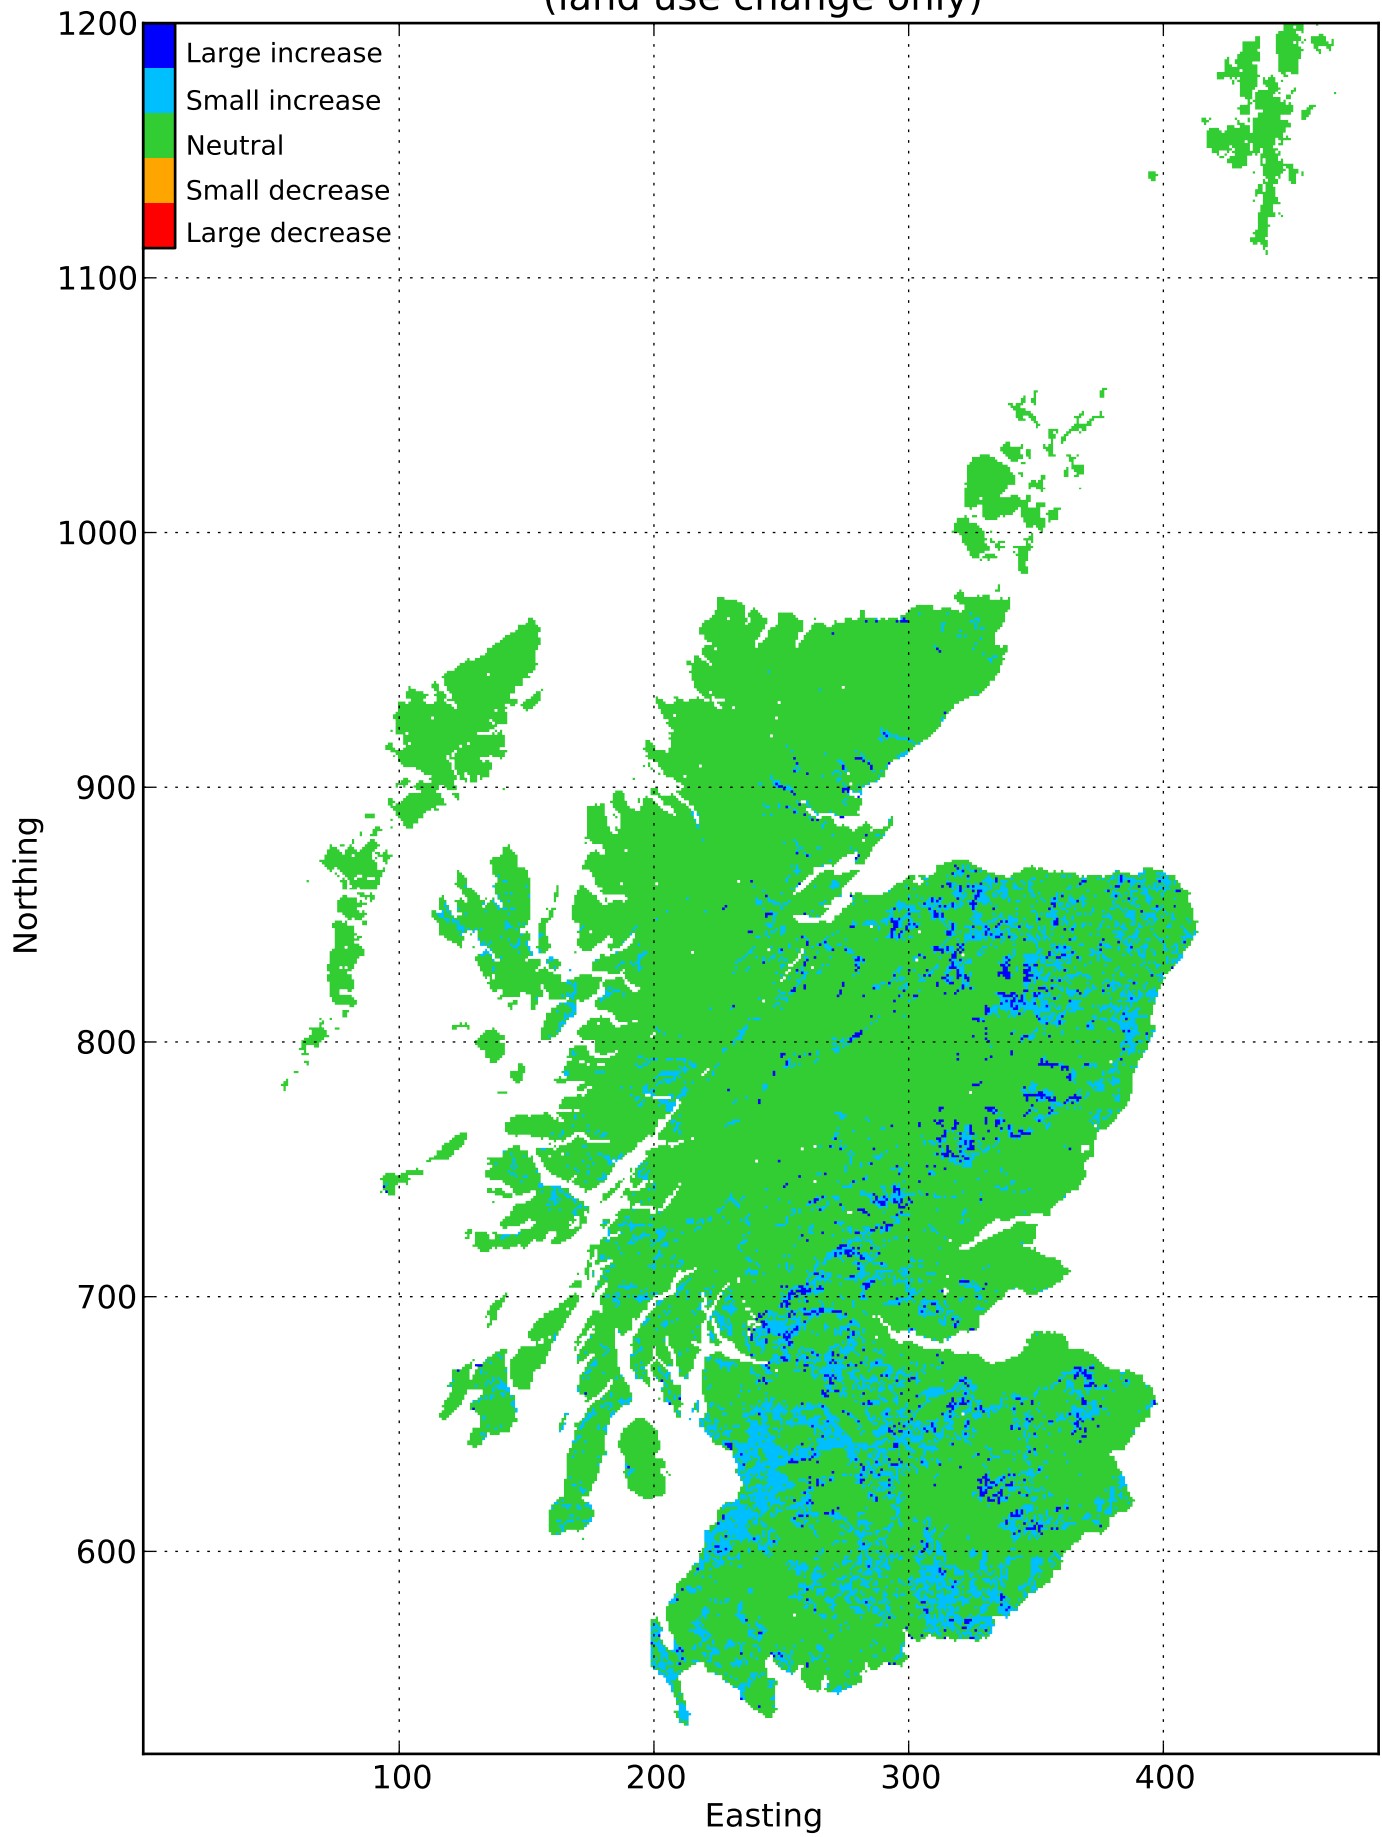 (land use change only)
1200
Large increase
Small increase
Neutral
Small decrease
Large decrease
1100
1000
900
800
700
600
Northing
100
200
300
400
Easting